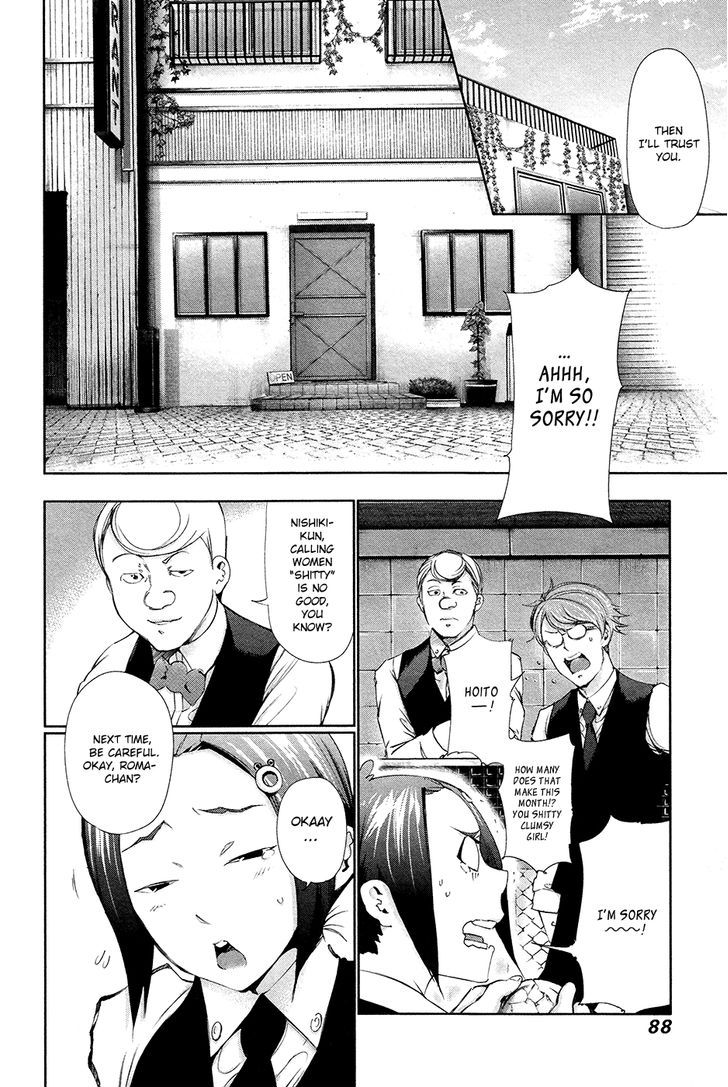 THEN
I'LL TRUST
YOU.
RANT
OPEN
...
AHHH,
I'M SO
SORRY!!
HOITO
—!
HOW MANY
DOES THAT
MAKE THIS
MONTH!?
YOU SHITTY
CLUMSY
GIRL!
I'M SORRY
~~~~!
NISHIKI-
KUN,
CALLING
WOMEN
"SHITTY"
IS NO
GOOD,
YOU
KNOW?
NEXT TIME,
BE CAREFUL.
OKAY, ROMA-
CHAN?
OKAAY
...
88